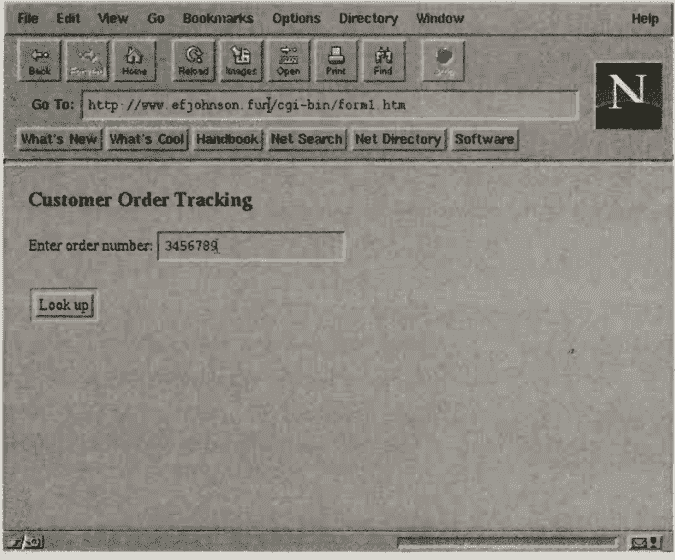 File Edit View Go Bookmarks Options Directory Window Help
Back Forward Home Reload Images Open Print Find Stop
N
Go To: http://www.efjohnson.fun/cgi-bin/form1.htm
What's New What's Cool Handbook Net Search Net Directory Software
Customer Order Tracking
Enter order number: 3456789
Look up